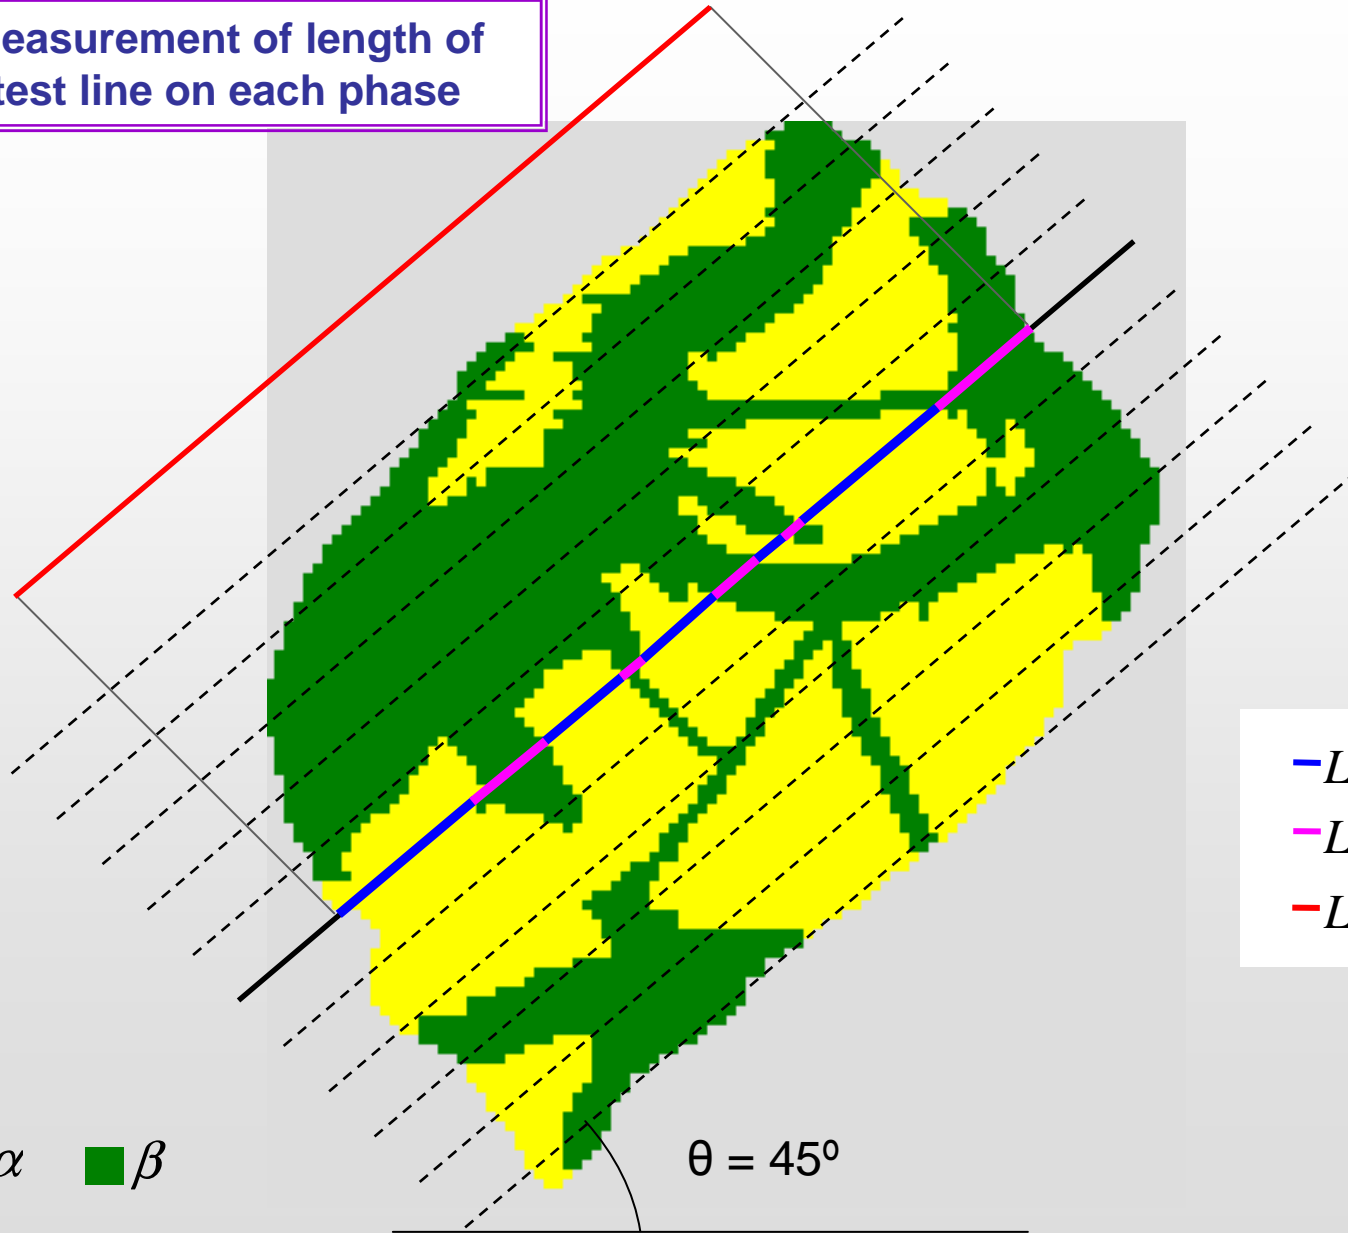 easurement of length of
test line on each phase
L
L
L
α β
θ = 45º